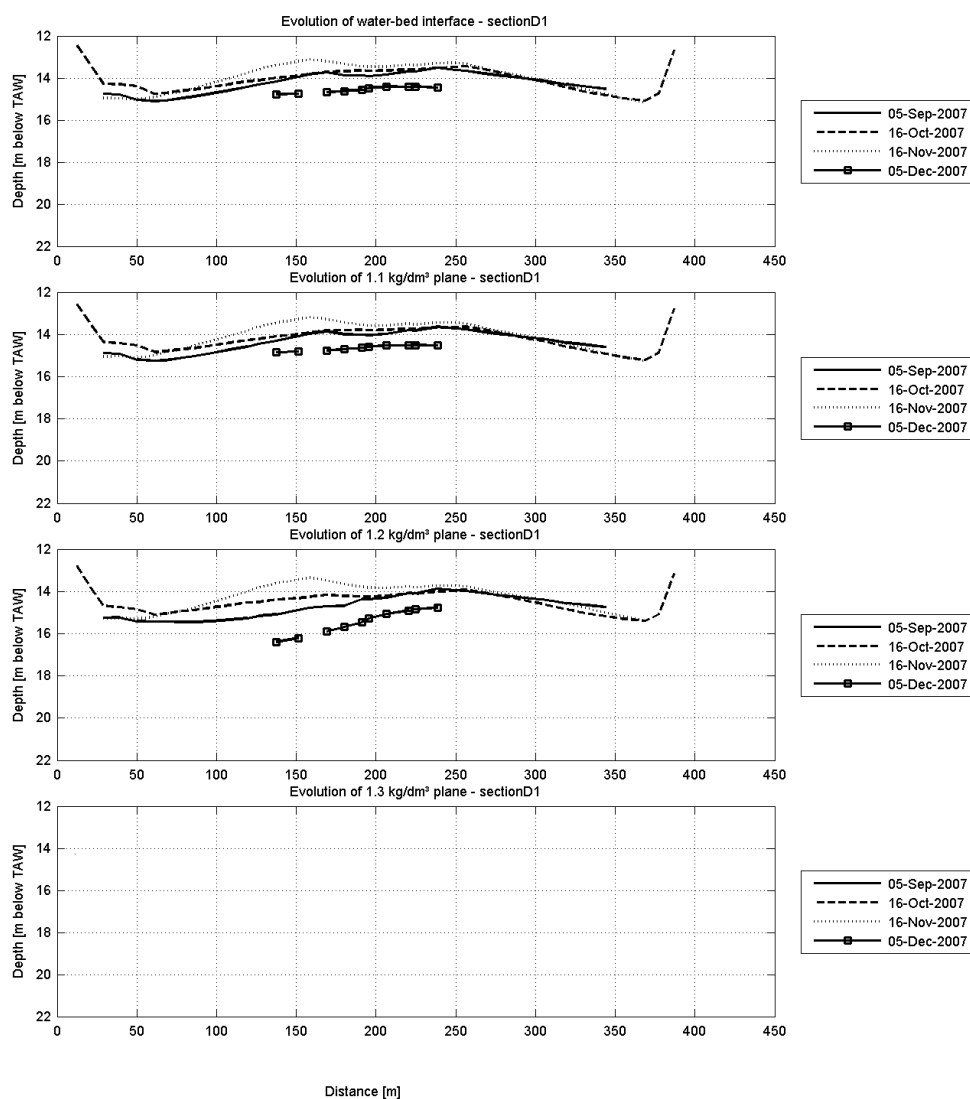 Evolution of water-bed interface - sectionD1
12
14
16
18
20
22
Depth [m below TAW]
0 50 100 150 200 250 300 350 400 450
05-Sep-2007
16-Oct-2007
16-Nov-2007
05-Dec-2007
Evolution of 1.1 kg/dm³ plane - sectionD1
12
14
16
18
20
22
Depth [m below TAW]
0 50 100 150 200 250 300 350 400 450
05-Sep-2007
16-Oct-2007
16-Nov-2007
05-Dec-2007
Evolution of 1.2 kg/dm³ plane - sectionD1
12
14
16
18
20
22
Depth [m below TAW]
0 50 100 150 200 250 300 350 400 450
05-Sep-2007
16-Oct-2007
16-Nov-2007
05-Dec-2007
Evolution of 1.3 kg/dm³ plane - sectionD1
12
14
16
18
20
22
Depth [m below TAW]
0 50 100 150 200 250 300 350 400 450
05-Sep-2007
16-Oct-2007
16-Nov-2007
05-Dec-2007
Distance [m]